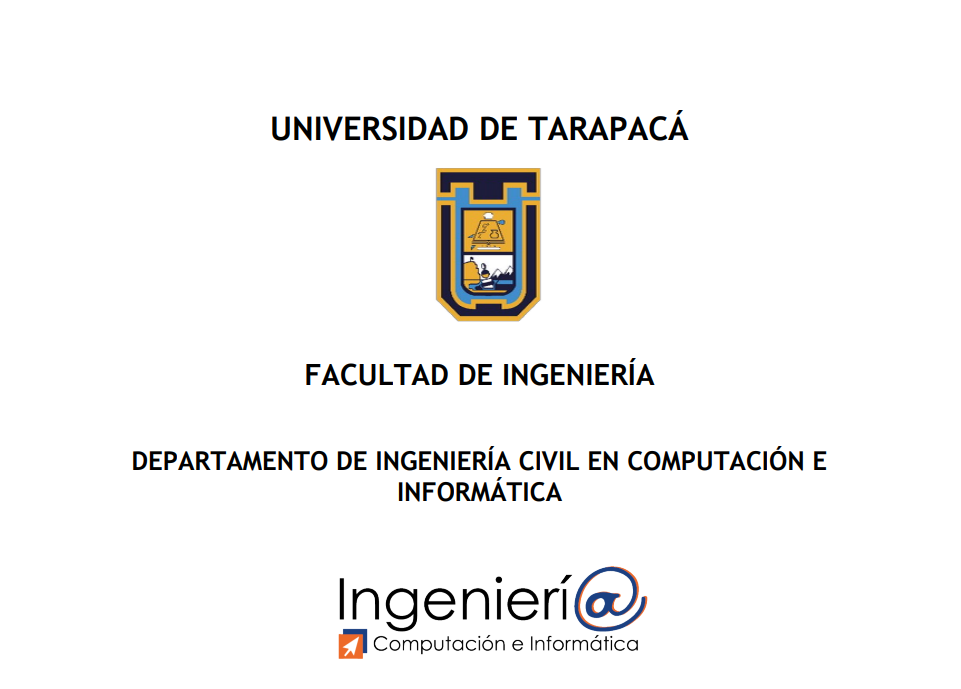 UNIVERSIDAD DE TARAPACÁ
FACULTAD DE INGENIERÍA
DEPARTAMENTO DE INGENIERÍA CIVIL EN COMPUTACIÓN E
INFORMÁTICA
Ingenierí@
Computación e Informática